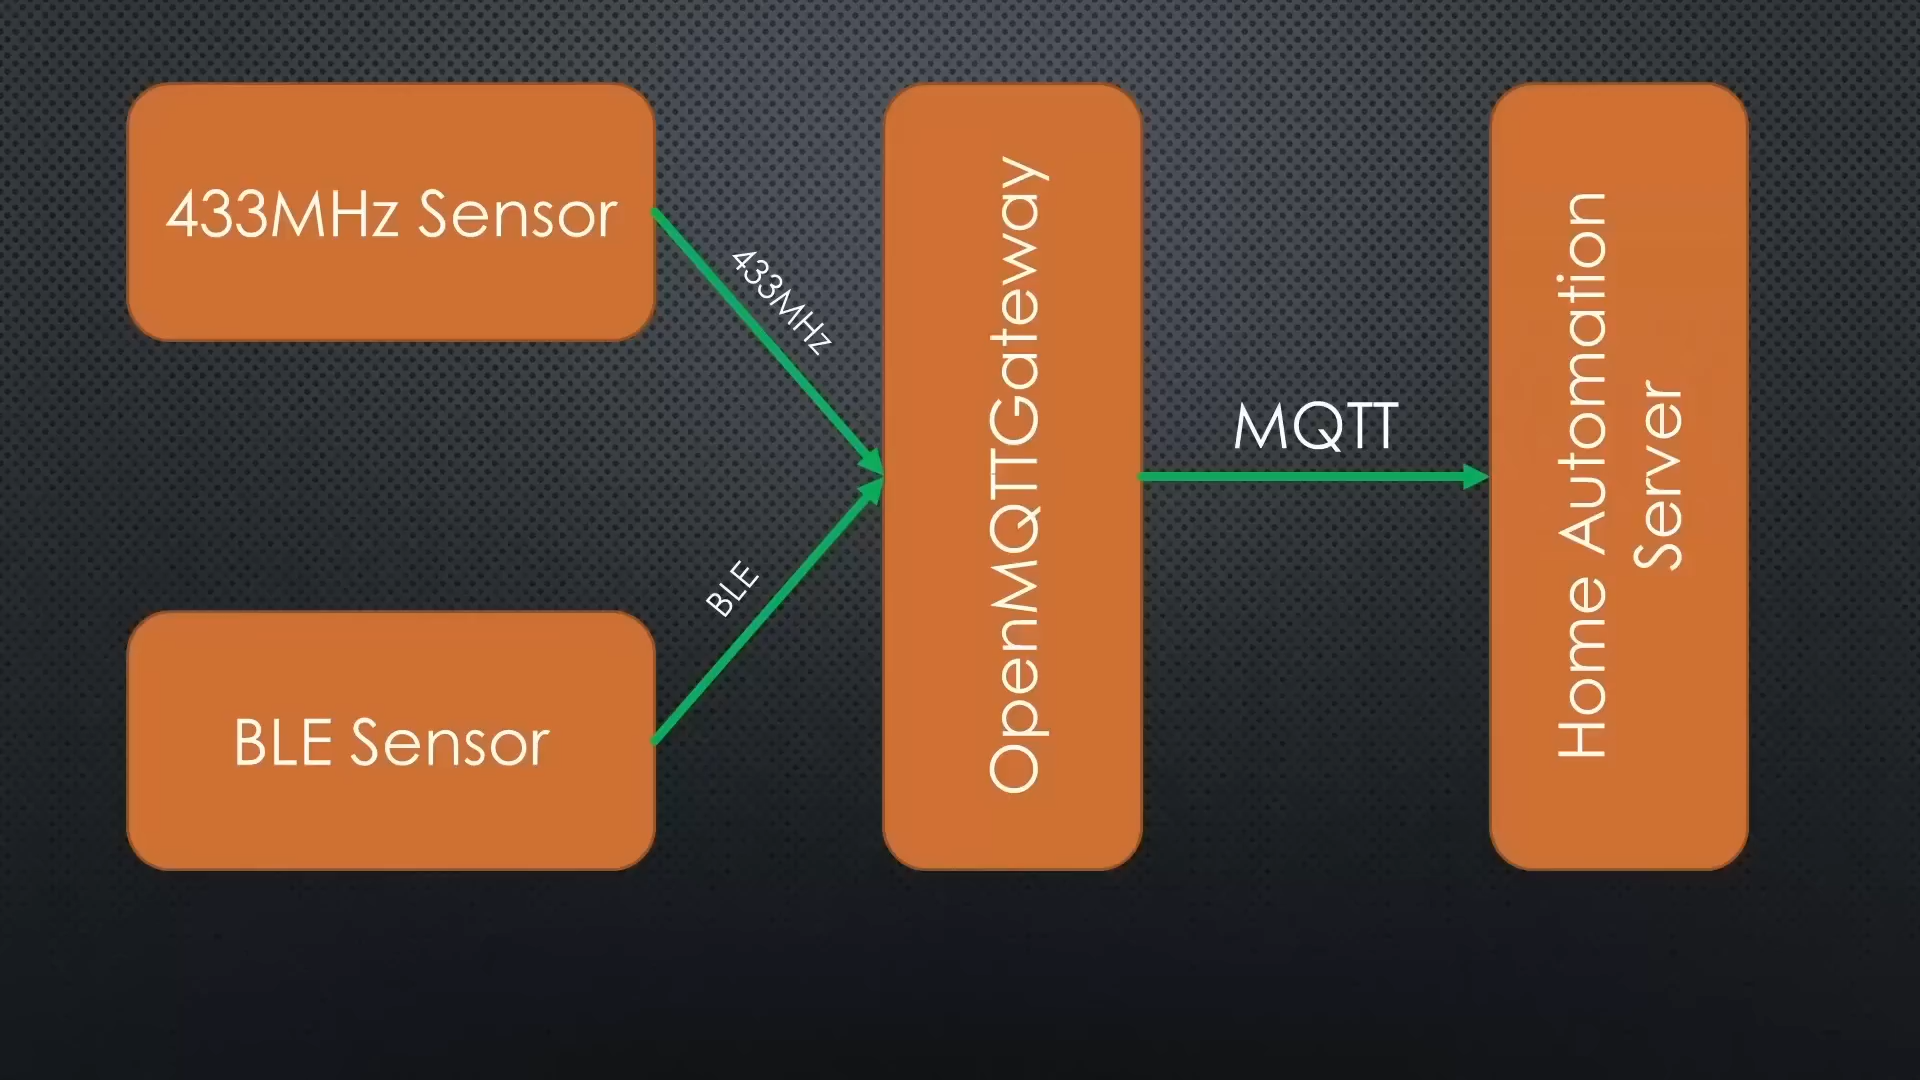 433MHz Sensor
433MHz
BLE
BLE Sensor
OpenMQTTGateway
MQTT
Home Automation
Server